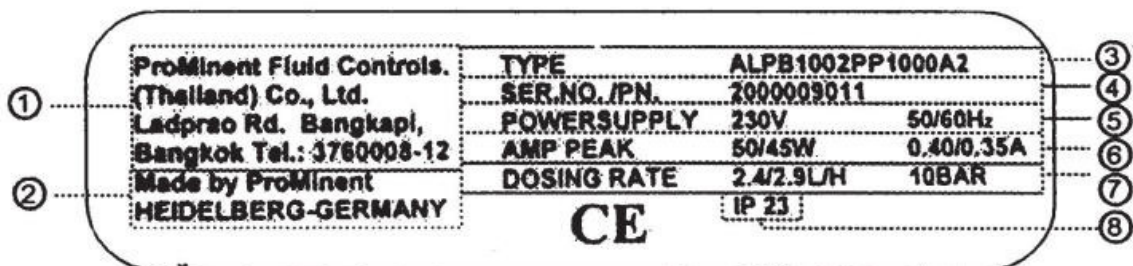 ProMinent Fluid Controls.
(Thailand) Co., Ltd.
Ladprao Rd. Bangkapi,
Bangkok Tel.: 3760008-12
Made by ProMinent
HEIDELBERG-GERMANY
TYPE ALPB1002PP1000A2
SER.NO. /PN. 2000009011
POWERSUPPLY 230V 50/60Hz
AMP PEAK 50/45W 0.40/0.35A
DOSING RATE 2.4/2.9L/H 10BAR
CE
IP 23
①
②
③
④
⑤
⑥
⑦
⑧